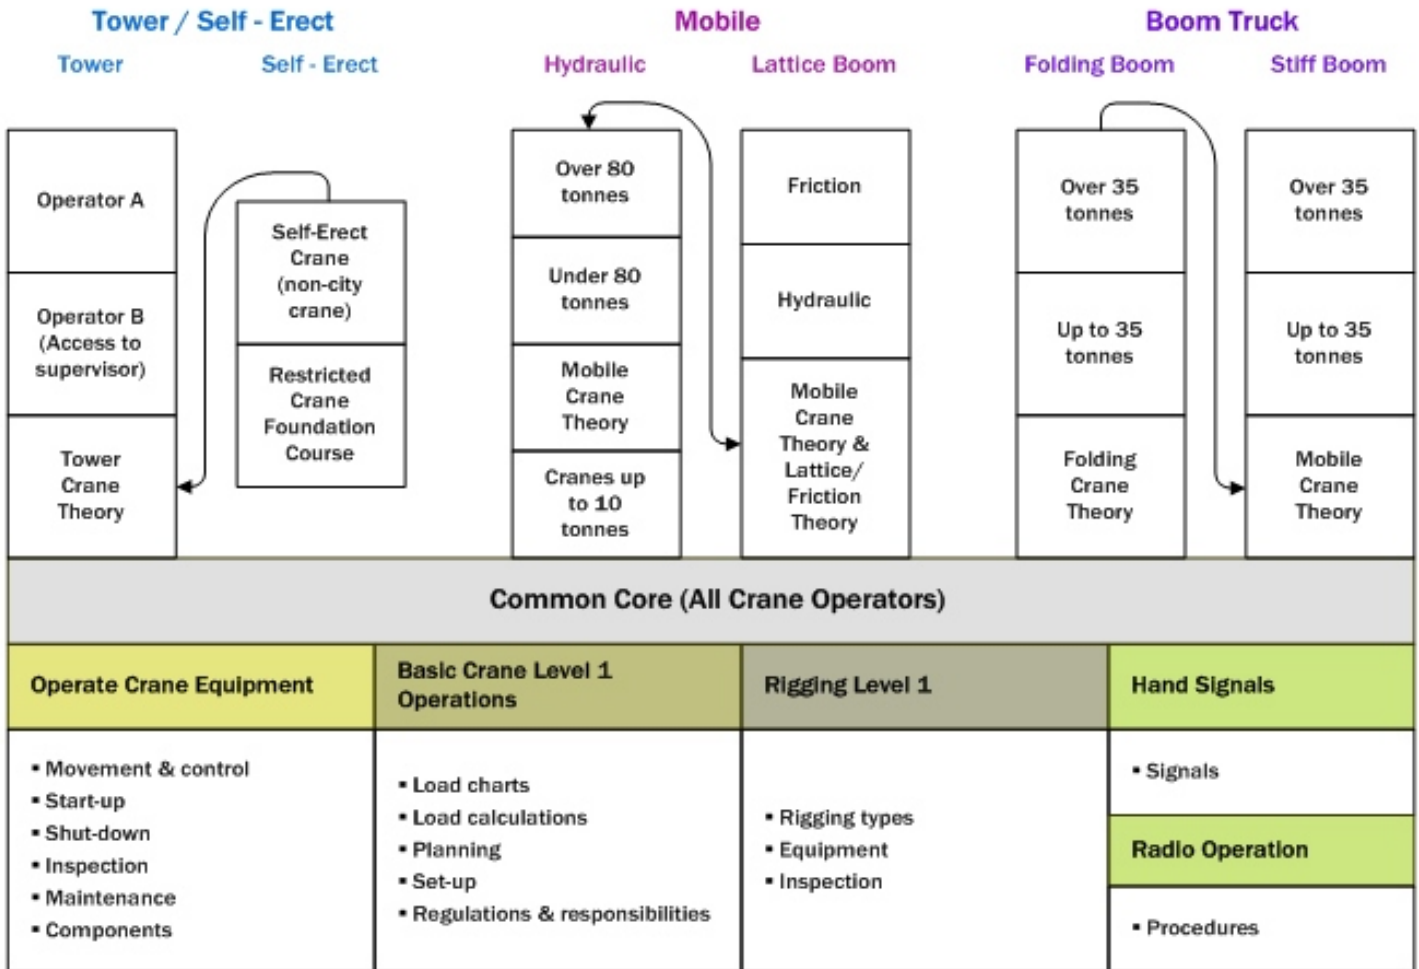 Tower / Self - Erect
Mobile
Boom Truck
Tower
Self - Erect
Hydraulic
Lattice Boom
Folding Boom
Stiff Boom
Operator A
Operator B
(Access to
supervisor)
Tower
Crane
Theory
Self-Erect
Crane
(non-city
crane)
Restricted
Crane
Foundation
Course
Over 80
tonnes
Under 80
tonnes
Mobile
Crane
Theory
Cranes up
to 10
tonnes
Friction
Hydraulic
Mobile
Crane
Theory &
Lattice/
Friction
Theory
Over 35
tonnes
Up to 35
tonnes
Folding
Crane
Theory
Over 35
tonnes
Up to 35
tonnes
Mobile
Crane
Theory
Common Core (All Crane Operators)
Operate Crane Equipment
▪ Movement & control
▪ Start-up
▪ Shut-down
▪ Inspection
▪ Maintenance
▪ Components
Basic Crane Level 1
Operations
▪ Load charts
▪ Load calculations
▪ Planning
▪ Set-up
▪ Regulations & responsibilities
Rigging Level 1
▪ Rigging types
▪ Equipment
▪ Inspection
Hand Signals
▪ Signals
Radio Operation
▪ Procedures